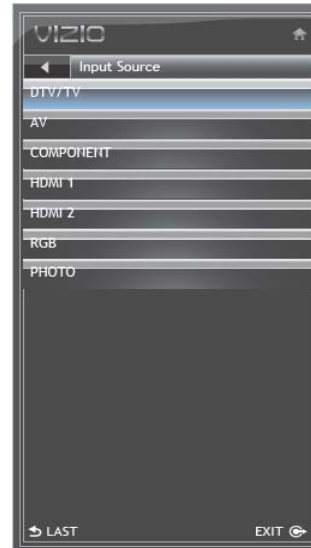 VIZIO
Input Source
DTV/TV
AV
COMPONENT
HDMI 1
HDMI 2
RGB
PHOTO
LAST EXIT